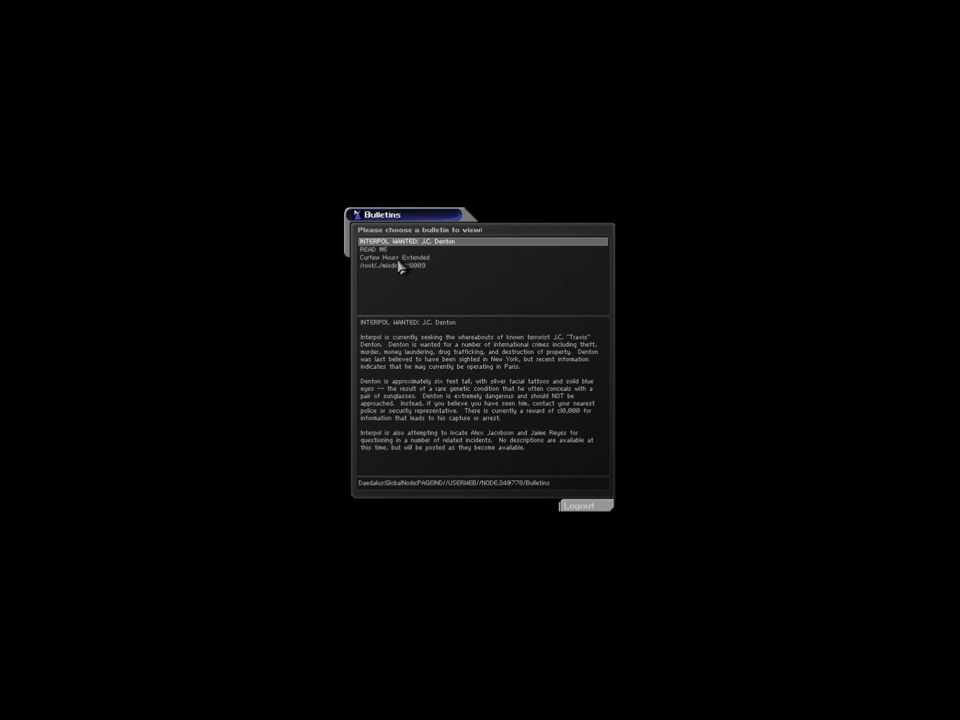 Bulletins
Please choose a bulletin to view:
INTERPOL WANTED: J.C. Denton
READ ME
Curfew Hours Extended
INTERPOL WANTED: J.C. Denton
Interpol is currently seeking the whereabouts of known terrorist J.C. "Travis"
Denton. Denton is wanted for a number of international crimes including theft,
murder, money laundering, drug trafficking, and destruction of property. Denton
was last believed to have been sighted in New York, but recent information
indicates that he may currently be operating in Paris.
Denton is approximately six feet tall, with silver facial tattoos and solid blue
eyes -- the result of a rare genetic condition that he often conceals with a
pair of sunglasses. Denton is extremely dangerous and should NOT be
approached. Instead, if you believe you have seen him, contact your nearest
police or security representative. There is currently a reward of c10,000 for
information that leads to his capture or arrest.
Interpol is also attempting to locate Alex Jacobson and Jaime Reyes for
questioning in a number of related incidents. No descriptions are available at
this time, but will be posted as they become available.
Daedalus:GlobalNode:PAGEIND//USERWEB//NODE.340778/Bulletins
Logout